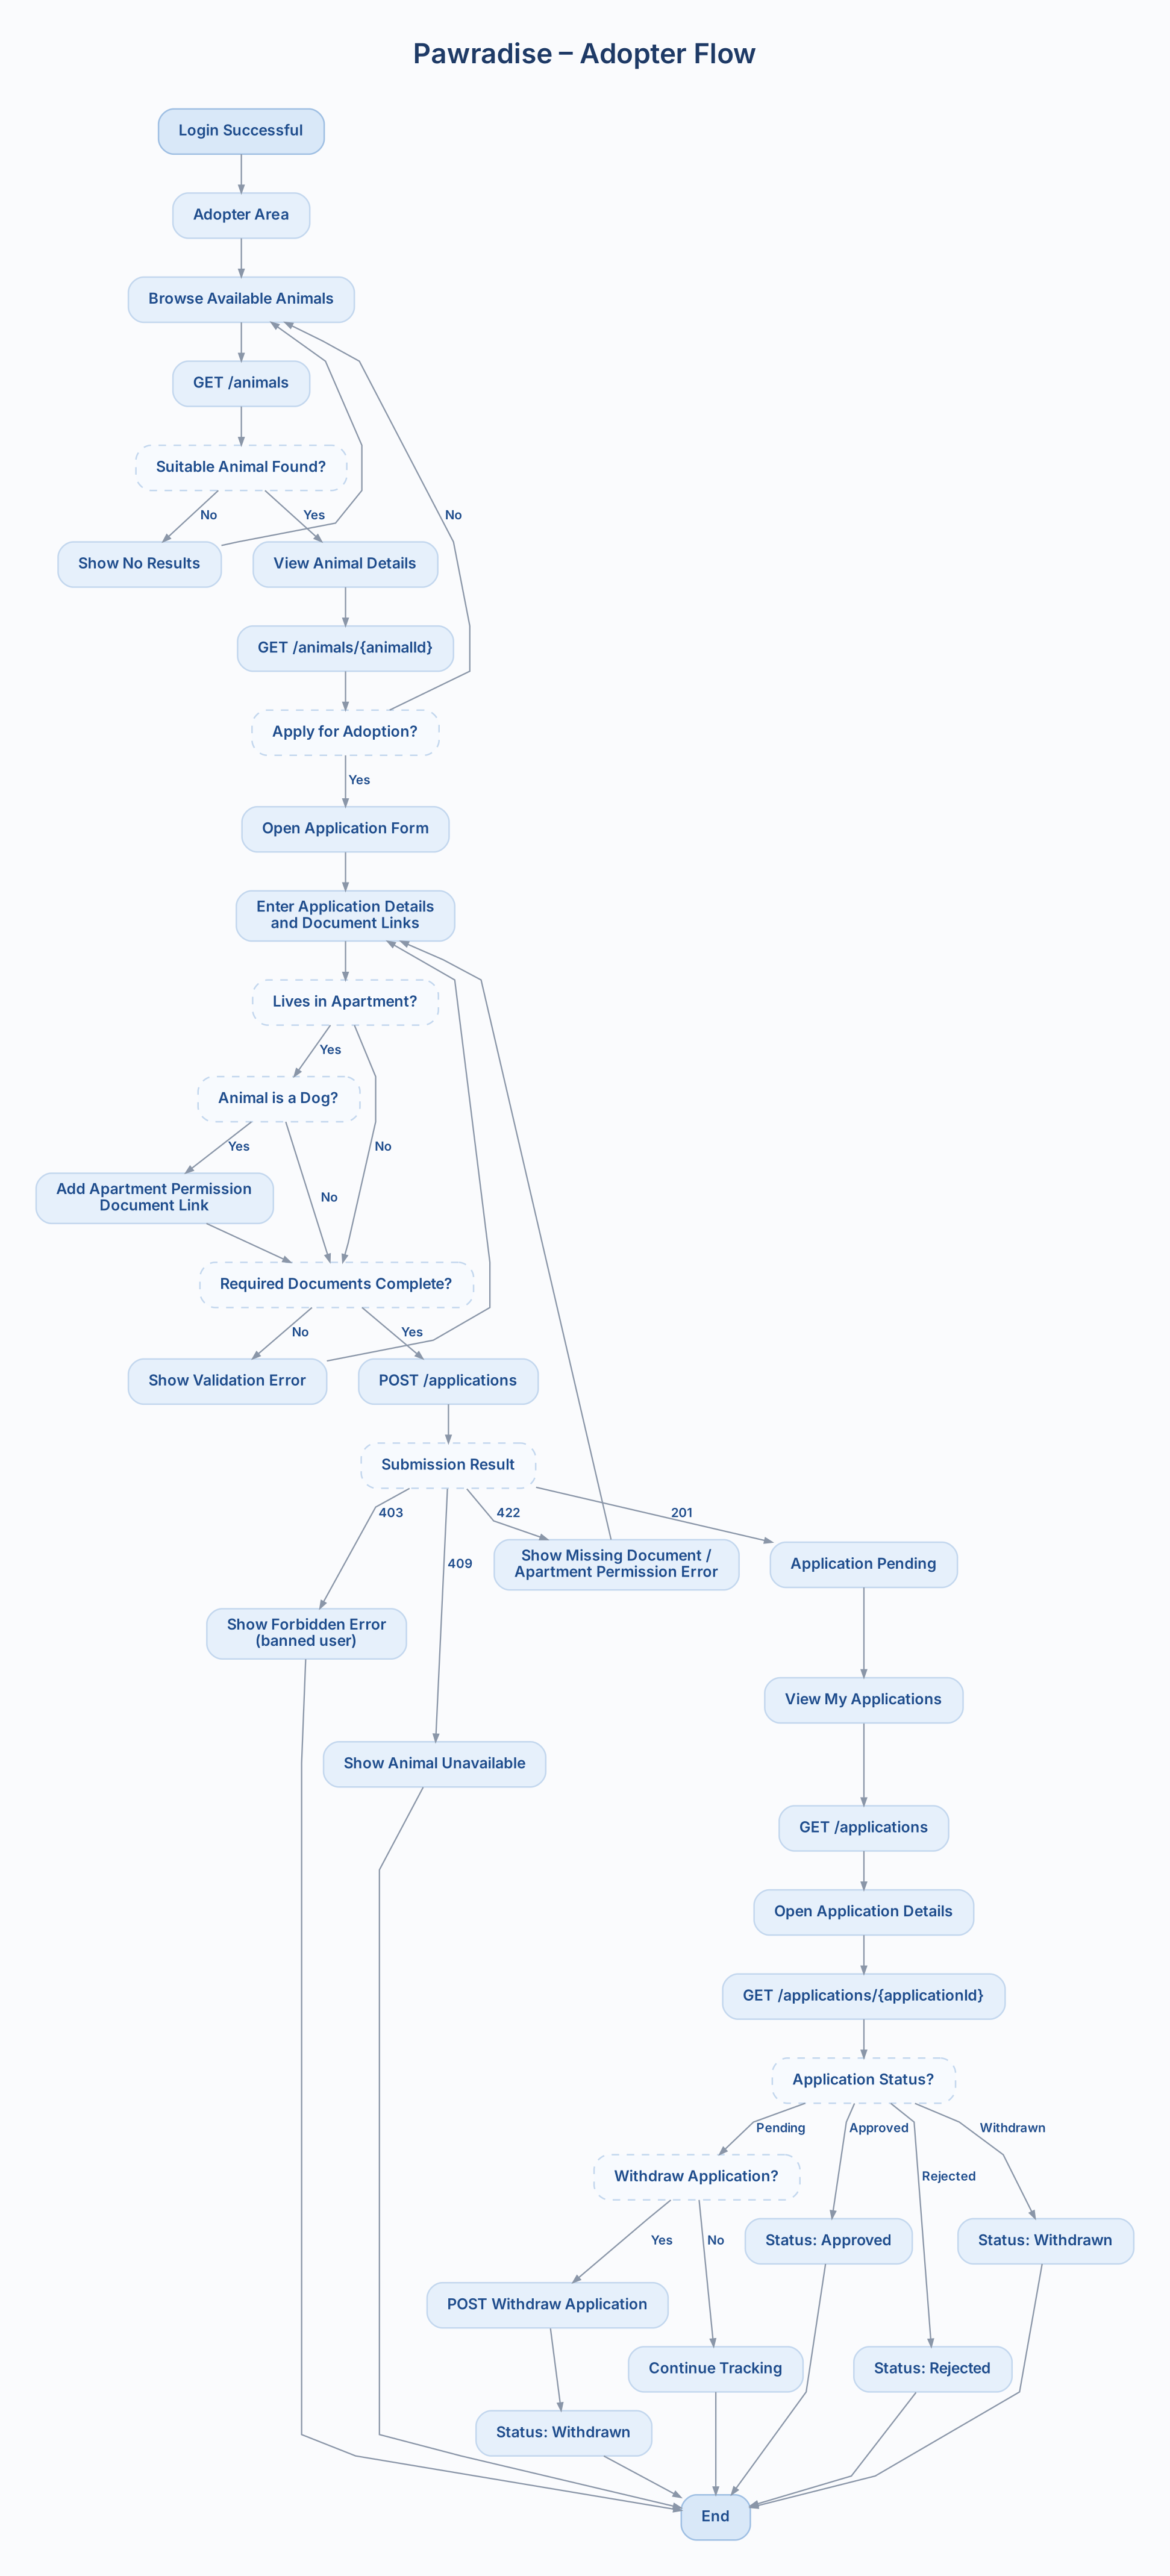 Pawradise – Adopter Flow
Login Successful
Adopter Area
Browse Available Animals
GET /animals
Suitable Animal Found?
No
Yes
No
Show No Results
View Animal Details
GET /animals/{animalId}
Apply for Adoption?
Yes
Open Application Form
Enter Application Details
and Document Links
Lives in Apartment?
Yes
Animal is a Dog?
Yes
No
Add Apartment Permission
Document Link
No
Required Documents Complete?
No
Yes
Show Validation Error
POST /applications
Submission Result
403
422
201
409
Show Missing Document /
Apartment Permission Error
Application Pending
Show Forbidden Error
(banned user)
View My Applications
Show Animal Unavailable
GET /applications
Open Application Details
GET /applications/{applicationId}
Application Status?
Pending
Approved
Withdrawn
Withdraw Application?
Rejected
Yes
No
Status: Approved
Status: Withdrawn
POST Withdraw Application
Continue Tracking
Status: Rejected
Status: Withdrawn
End